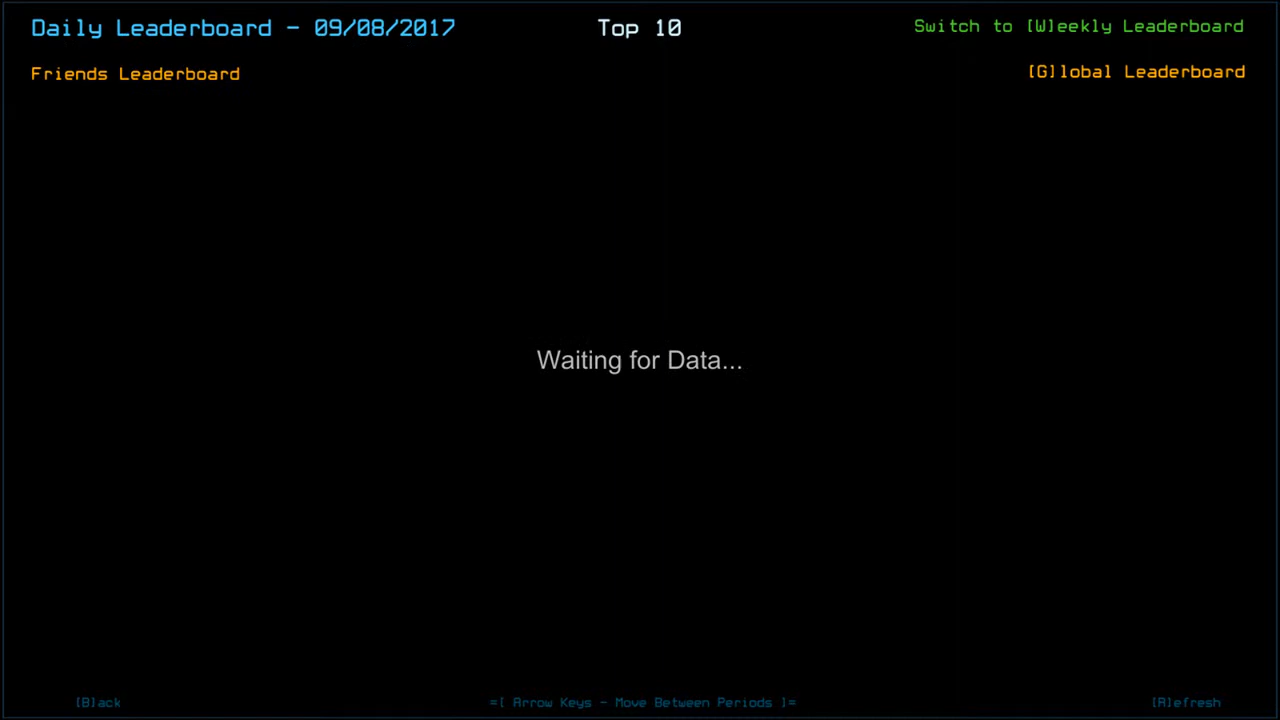 Daily Leaderboard - 09/08/2017 Top 10 Switch to [W]eekly Leaderboard
Friends Leaderboard [G]lobal Leaderboard
Waiting for Data...
[B]ack =[ Arrow Keys - Move Between Periods ]= [R]efresh